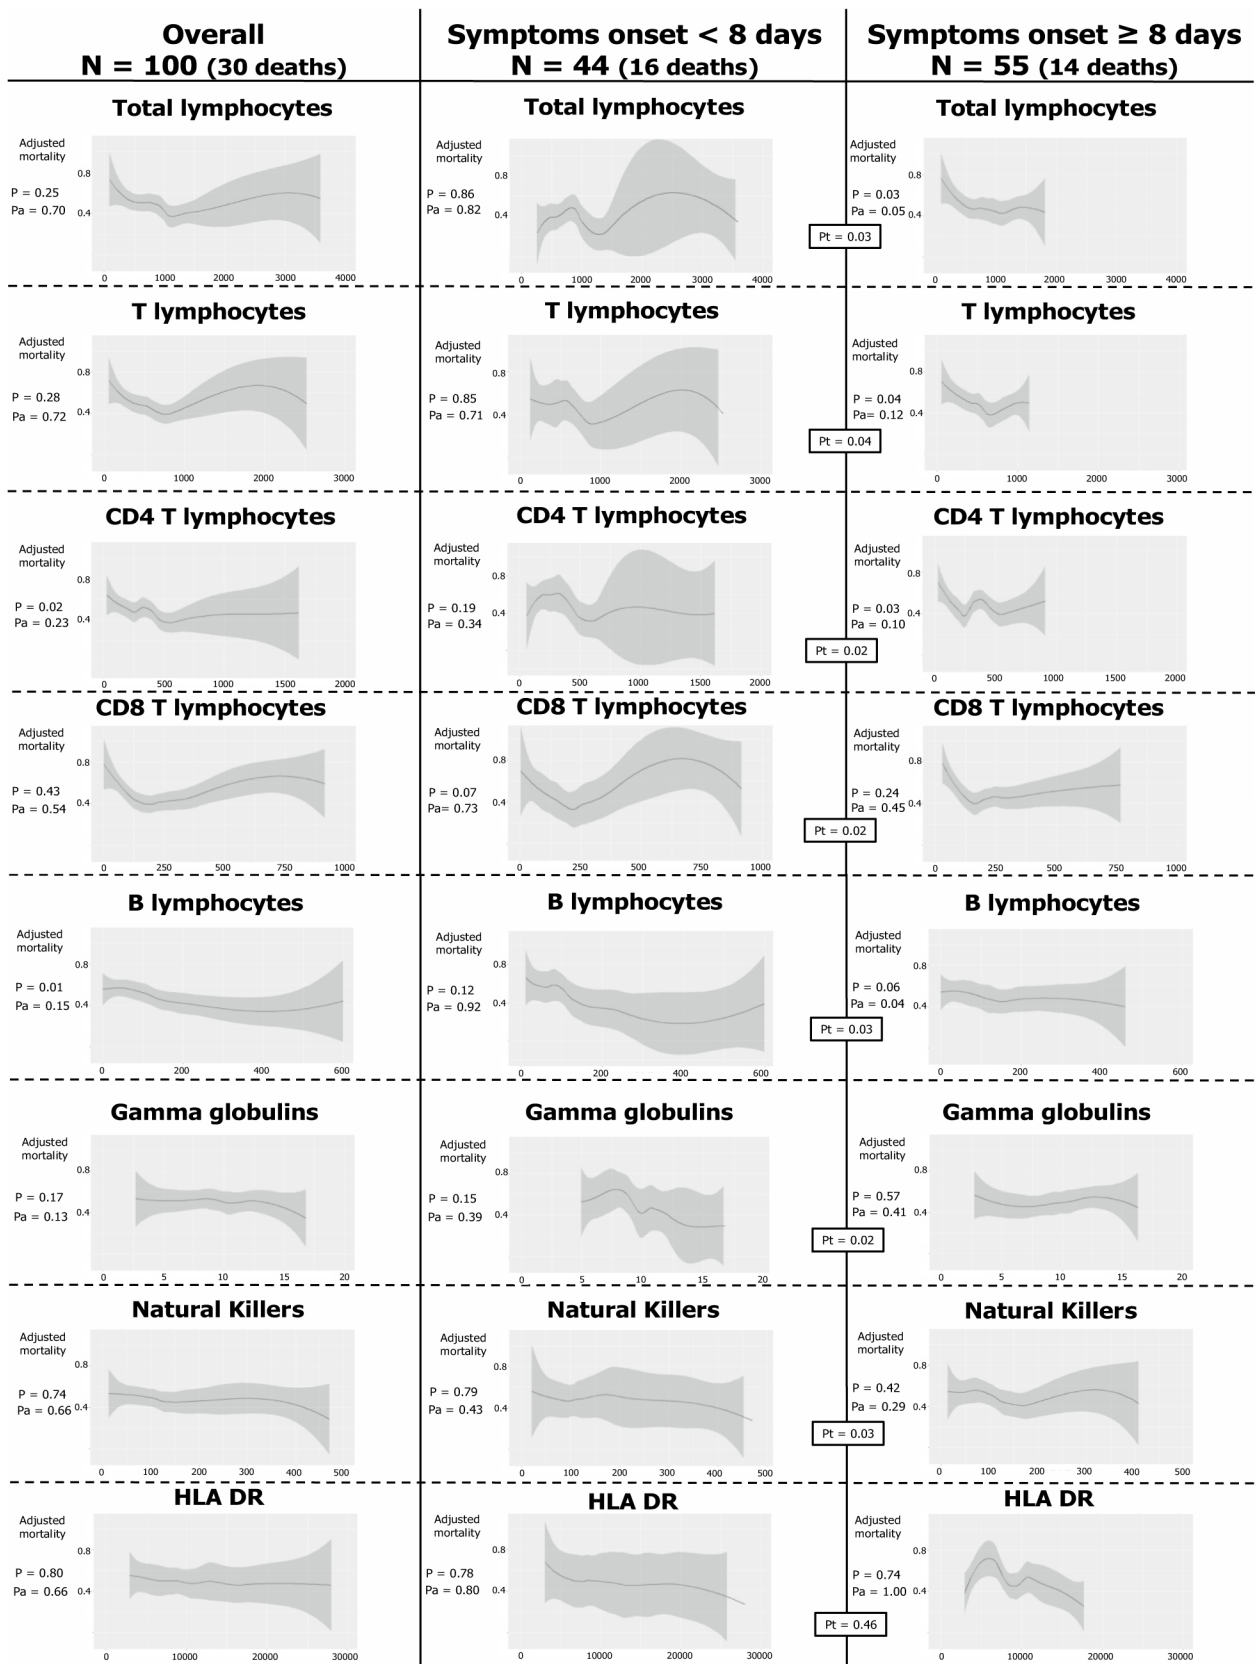 Overall
N = 100 (30 deaths)
Symptoms onset < 8 days
N = 44 (16 deaths)
Symptoms onset ≥ 8 days
N = 55 (14 deaths)
Total lymphocytes
Adjusted
mortality
0.8
P = 0.25
Pa = 0.70
0.4
0 1000 2000 3000 4000
Total lymphocytes
Adjusted
mortality
0.8
P = 0.86
Pa = 0.82
0.4
0 1000 2000 3000 4000
Pt = 0.03
Total lymphocytes
Adjusted
mortality
0.8
P = 0.03
Pa = 0.05
0.4
0 1000 2000 3000 4000
T lymphocytes
Adjusted
mortality
0.8
P = 0.28
Pa = 0.72
0.4
0 1000 2000 3000
T lymphocytes
Adjusted
mortality
0.8
P = 0.85
Pa = 0.71
0.4
0 1000 2000 3000
Pt = 0.04
T lymphocytes
Adjusted
mortality
0.8
P = 0.04
Pa= 0.12
0.4
0 1000 2000 3000
CD4 T lymphocytes
Adjusted
mortality
0.8
P = 0.02
Pa = 0.23
0.4
0 500 1000 1500 2000
CD4 T lymphocytes
Adjusted
mortality
0.8
P = 0.19
Pa = 0.34
0.4
0 500 1000 1500 2000
Pt = 0.02
CD4 T lymphocytes
Adjusted
mortality
0.8
P = 0.03
Pa = 0.10
0.4
0 500 1000 1500 2000
CD8 T lymphocytes
Adjusted
mortality
0.8
P = 0.43
Pa = 0.54
0.4
0 250 500 750 1000
CD8 T lymphocytes
Adjusted
mortality
0.8
P = 0.07
Pa= 0.73
0.4
0 250 500 750 1000
Pt = 0.02
CD8 T lymphocytes
Adjusted
mortality
0.8
P = 0.24
Pa = 0.45
0.4
0 250 500 750 1000
B lymphocytes
Adjusted
mortality
0.8
P = 0.01
Pa = 0.15
0.4
0 200 400 600
B lymphocytes
Adjusted
mortality
0.8
P = 0.12
Pa = 0.92
0.4
0 200 400 600
Pt = 0.03
B lymphocytes
Adjusted
mortality
0.8
P = 0.06
Pa = 0.04
0.4
0 200 400 600
Gamma globulins
Adjusted
mortality
0.8
P = 0.17
Pa = 0.13
0.4
0 5 10 15 20
Gamma globulins
Adjusted
mortality
0.8
P = 0.15
Pa = 0.39
0.4
0 5 10 15 20
Pt = 0.02
Gamma globulins
Adjusted
mortality
0.8
P = 0.57
Pa = 0.41
0.4
0 5 10 15 20
Natural Killers
Adjusted
mortality
0.8
P = 0.74
Pa = 0.66
0.4
0 100 200 300 400 500
Natural Killers
Adjusted
mortality
0.8
P = 0.79
Pa = 0.43
0.4
0 100 200 300 400 500
Pt = 0.03
Natural Killers
Adjusted
mortality
0.8
P = 0.42
Pa = 0.29
0.4
0 100 200 300 400 500
HLA DR
Adjusted
mortality
0.8
P = 0.80
Pa = 0.66
0.4
0 10000 20000 30000
HLA DR
Adjusted
mortality
0.8
P = 0.78
Pa = 0.80
0.4
0 10000 20000 30000
Pt = 0.46
HLA DR
Adjusted
mortality
0.8
P = 0.74
Pa = 1.00
0.4
0 10000 20000 30000